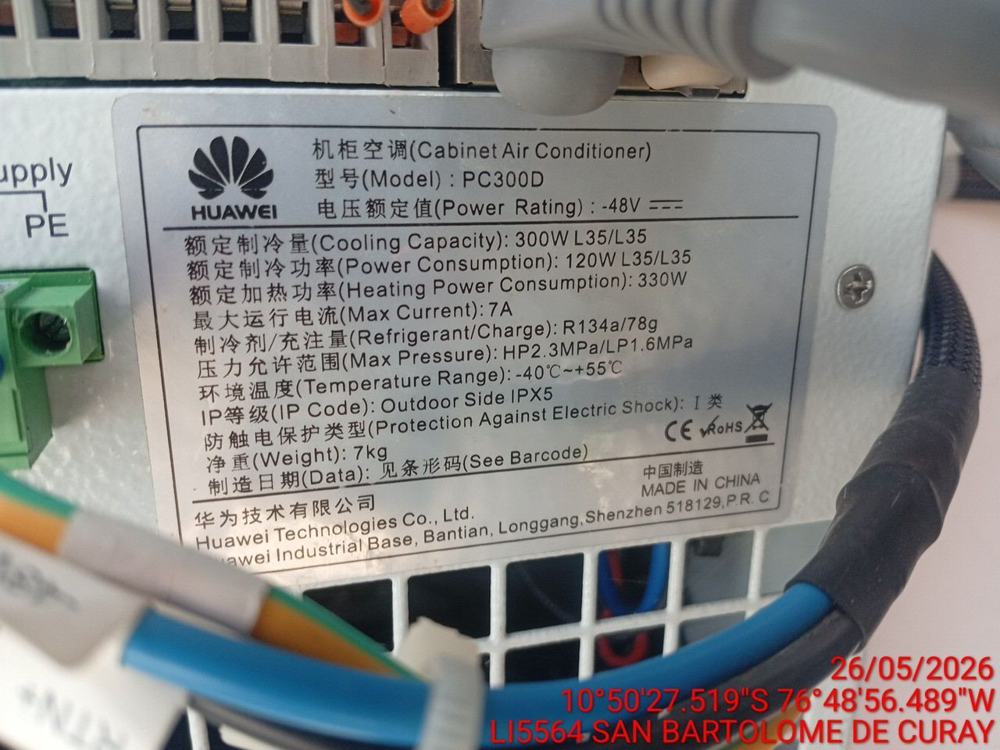 upply
PE
HUAWEI
机柜空调(Cabinet Air Conditioner)
型号(Model) : PC300D
电压额定值(Power Rating) : -48V
额定制冷量(Cooling Capacity): 300W L35/L35
额定制冷功率(Power Consumption): 120W L35/L35
额定加热功率(Heating Power Consumption): 330W
最大运行电流(Max Current): 7A
制冷剂/充注量(Refrigerant/Charge): R134a/78g
压力允许范围(Max Pressure): HP2.3MPa/LP1.6MPa
环境温度(Temperature Range): -40℃~+55℃
IP等级(IP Code): Outdoor Side IPX5
防触电保护类型(Protection Against Electric Shock): I 类
净重(Weight): 7kg
CE RoHS
制造日期(Data): 见条形码(See Barcode)
华为技术有限公司
中国制造
MADE IN CHINA
Huawei Technologies Co., Ltd.
uawei Industrial Base, Bantian, Longgang,Shenzhen 518129,P.R. C
RTN+
26/05/2026
10°50'27.519"S 76°48'56.489"W
LI5564 SAN BARTOLOME DE CURAY